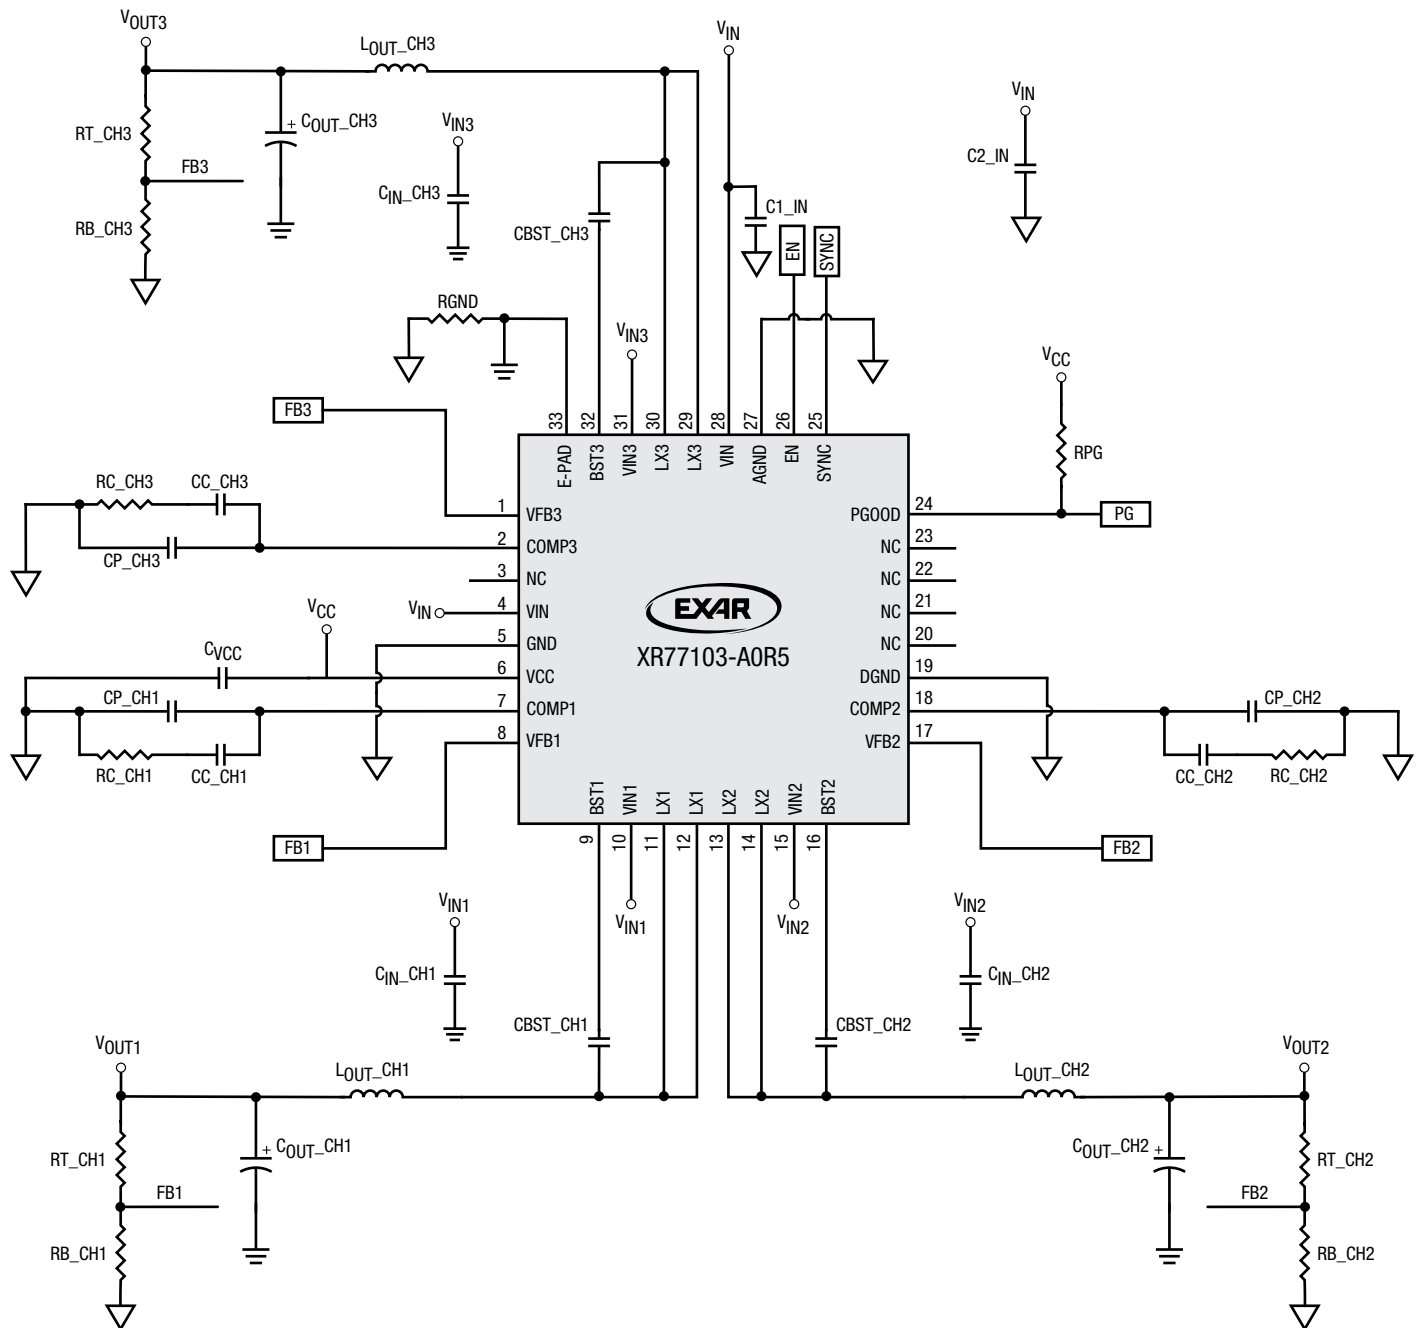 VOUT3
LOUT_CH3
VIN
VIN
RT_CH3
+ COUT_CH3
VIN3
C2_IN
FB3
CIN_CH3
C1_IN
RB_CH3
CBST_CH3
EN
SYNC
RGND
VIN3
VCC
FB3
33
32
31
30
29
28
27
26
25
RPG
E-PAD
BST3
VIN3
LX3
LX3
VIN
AGND
EN
SYNC
RC_CH3
CC_CH3
1
VFB3
PGOOD
24
PG
CP_CH3
2
COMP3
NC
23
3
NC
NC
22
VIN
4
VIN
EXAR
NC
21
VCC
5
GND
XR77103-A0R5
NC
20
CVCC
6
VCC
DGND
19
CP_CH1
7
COMP1
COMP2
18
CP_CH2
8
VFB1
VFB2
17
RC_CH1
CC_CH1
CC_CH2
RC_CH2
BST1
VIN1
LX1
LX1
LX2
LX2
VIN2
BST2
FB1
9
10
11
12
13
14
15
16
FB2
VIN1
VIN1
VIN2
VIN2
CIN_CH1
CIN_CH2
CBST_CH1
CBST_CH2
VOUT1
LOUT_CH1
LOUT_CH2
VOUT2
RT_CH1
+ COUT_CH1
COUT_CH2 +
RT_CH2
FB1
FB2
RB_CH1
RB_CH2